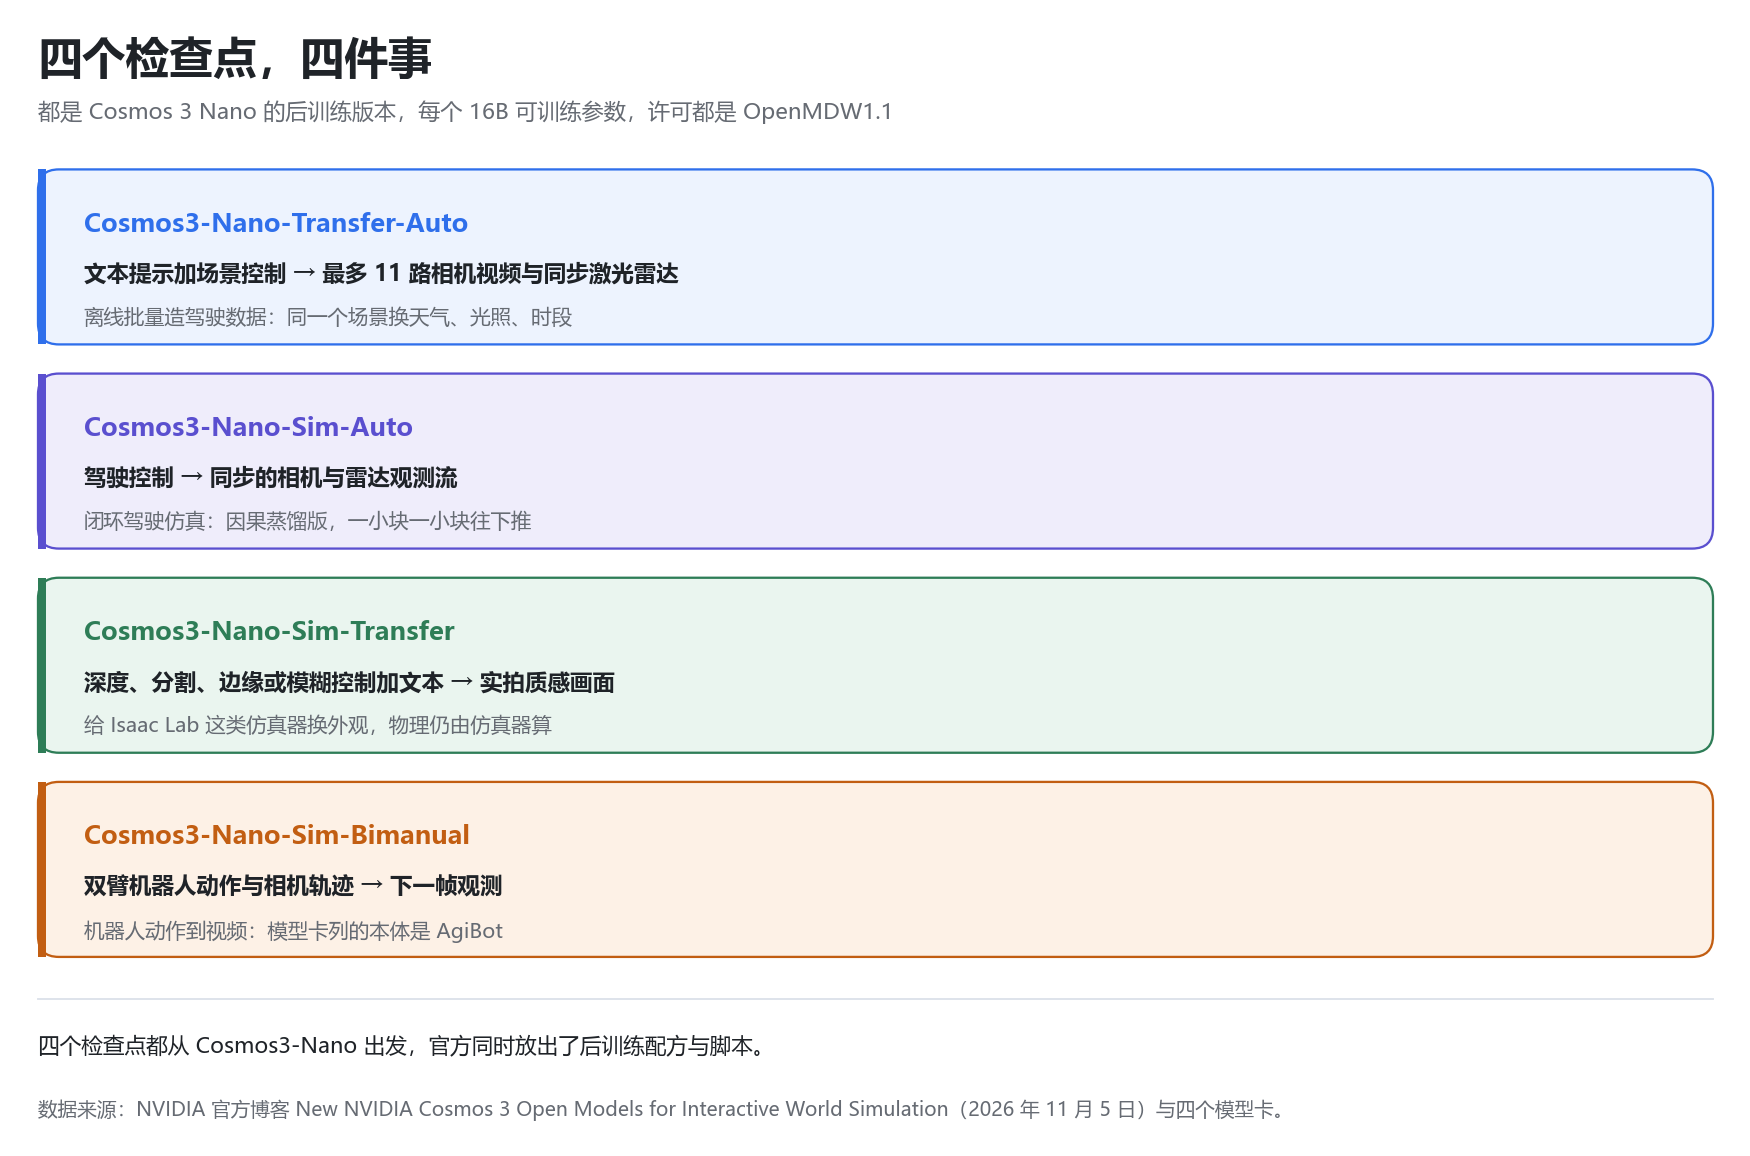 四个检查点，四件事
都是 Cosmos 3 Nano 的后训练版本，每个 16B 可训练参数，许可都是 OpenMDW1.1
Cosmos3-Nano-Transfer-Auto
文本提示加场景控制 → 最多 11 路相机视频与同步激光雷达
离线批量造驾驶数据：同一个场景换天气、光照、时段
Cosmos3-Nano-Sim-Auto
驾驶控制 → 同步的相机与雷达观测流
闭环驾驶仿真：因果蒸馏版，一小块一小块往下推
Cosmos3-Nano-Sim-Transfer
深度、分割、边缘或模糊控制加文本 → 实拍质感画面
给 Isaac Lab 这类仿真器换外观，物理仍由仿真器算
Cosmos3-Nano-Sim-Bimanual
双臂机器人动作与相机轨迹 → 下一帧观测
机器人动作到视频：模型卡列的本体是 AgiBot
四个检查点都从 Cosmos3-Nano 出发，官方同时放出了后训练配方与脚本。
数据来源：NVIDIA 官方博客 New NVIDIA Cosmos 3 Open Models for Interactive World Simulation（2026 年 11 月 5 日）与四个模型卡。